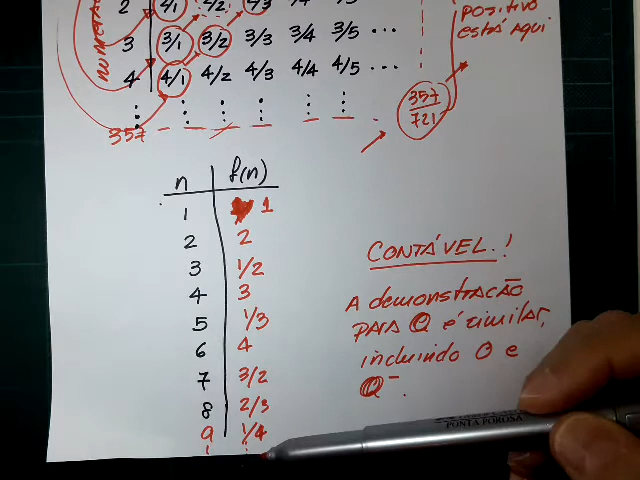 2 4/1 4/2 4/3
POSITIVO
ESTÁ AQUI
3 3/1 3/2 3/3 3/4 3/5 ...
4 4/1 4/2 4/3 4/4 4/5 ...
357
357/721
n f(n)
1 1
2 2
3 1/2
4 3
5 1/3
6 4
7 3/2
8 2/3
9 1/4
CONTÁVEL!
A demonstração
PARA Q é similar,
incluindo 0 e
Q⁻.
PONTA POROSA